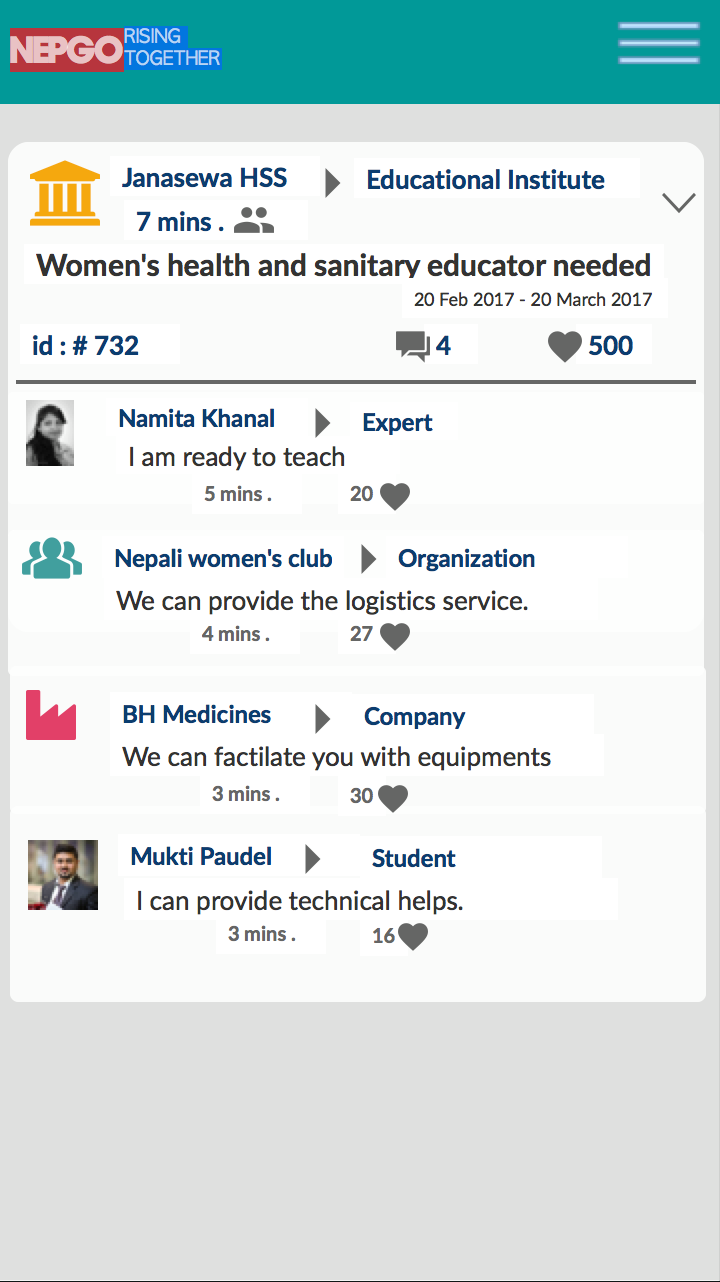 NEPGO RISING
TOGETHER
Janasewa HSS Educational Institute
7 mins .
Women's health and sanitary educator needed
20 Feb 2017 - 20 March 2017
id : # 732 4 500
Namita Khanal Expert
I am ready to teach
5 mins . 20
Nepali women's club Organization
We can provide the logistics service.
4 mins . 27
BH Medicines Company
We can factilate you with equipments
3 mins . 30
Mukti Paudel Student
I can provide technical helps.
3 mins . 16